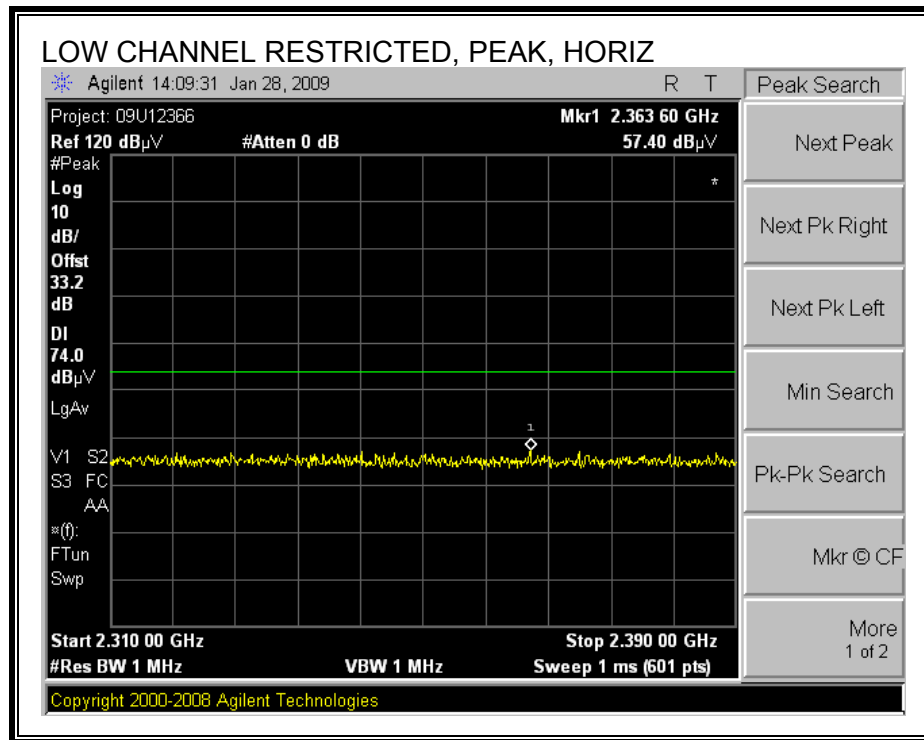 LOW CHANNEL RESTRICTED, PEAK, HORIZ
Agilent 14:09:31 Jan 28, 2009 R T
Project: 09U12366 Mkr1 2.363 60 GHz
Ref 120 dBµV #Atten 0 dB 57.40 dBµV
#Peak
Log
10
dB/
Offst
33.2
dB
DI
74.0
dBµV
LgAv
V1 S2
S3 FC
AA
¤(f):
FTun
Swp
*
1
Start 2.310 00 GHz Stop 2.390 00 GHz
#Res BW 1 MHz VBW 1 MHz Sweep 1 ms (601 pts)
Copyright 2000-2008 Agilent Technologies
Peak Search
Next Peak
Next Pk Right
Next Pk Left
Min Search
Pk-Pk Search
Mkr © CF
More
1 of 2